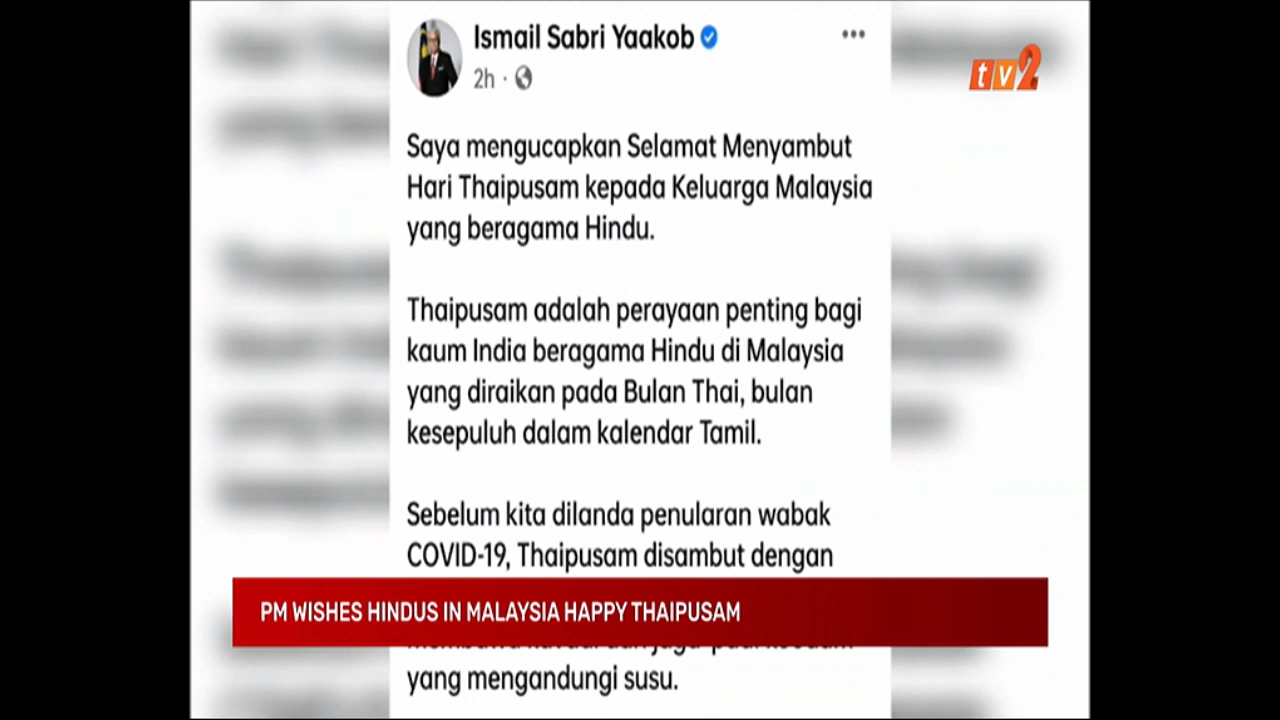 Ismail Sabri Yaakob
2h
tv2
Saya mengucapkan Selamat Menyambut
Hari Thaipusam kepada Keluarga Malaysia
yang beragama Hindu.
Thaipusam adalah perayaan penting bagi
kaum India beragama Hindu di Malaysia
yang diraikan pada Bulan Thai, bulan
kesepuluh dalam kalendar Tamil.
Sebelum kita dilanda penularan wabak
COVID-19, Thaipusam disambut dengan
PM WISHES HINDUS IN MALAYSIA HAPPY THAIPUSAM
yang mengandungi susu.